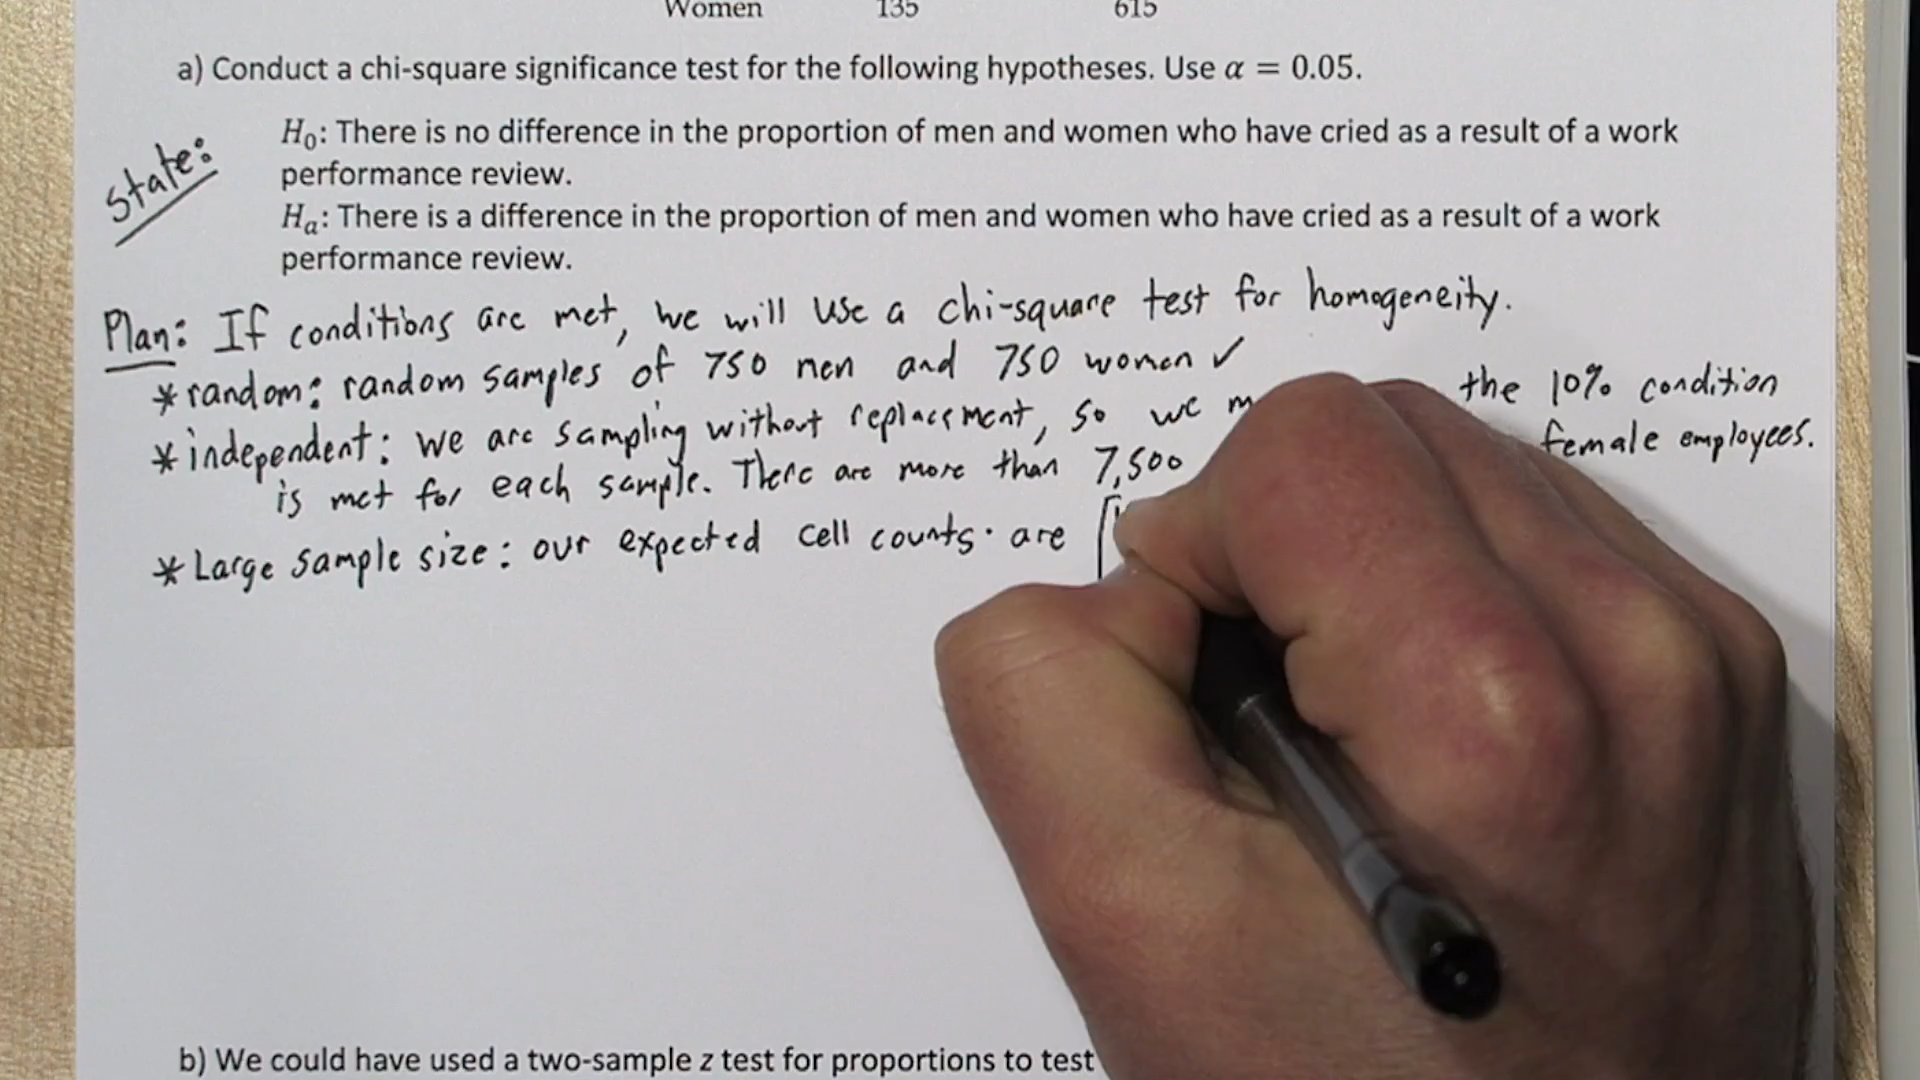 Women 135 615
a) Conduct a chi-square significance test for the following hypotheses. Use α = 0.05.
State:
H₀: There is no difference in the proportion of men and women who have cried as a result of a work
performance review.
Hₐ: There is a difference in the proportion of men and women who have cried as a result of a work
performance review.
Plan: If conditions are met, we will use a chi-square test for homogeneity.
* random: random samples of 750 men and 750 women ✓
* independent: we are sampling without replacement, so we the 10% condition
is met for each sample. There are more than 7,500 female employees.
* Large sample size: our expected cell counts are [
b) We could have used a two-sample z test for proportions to test